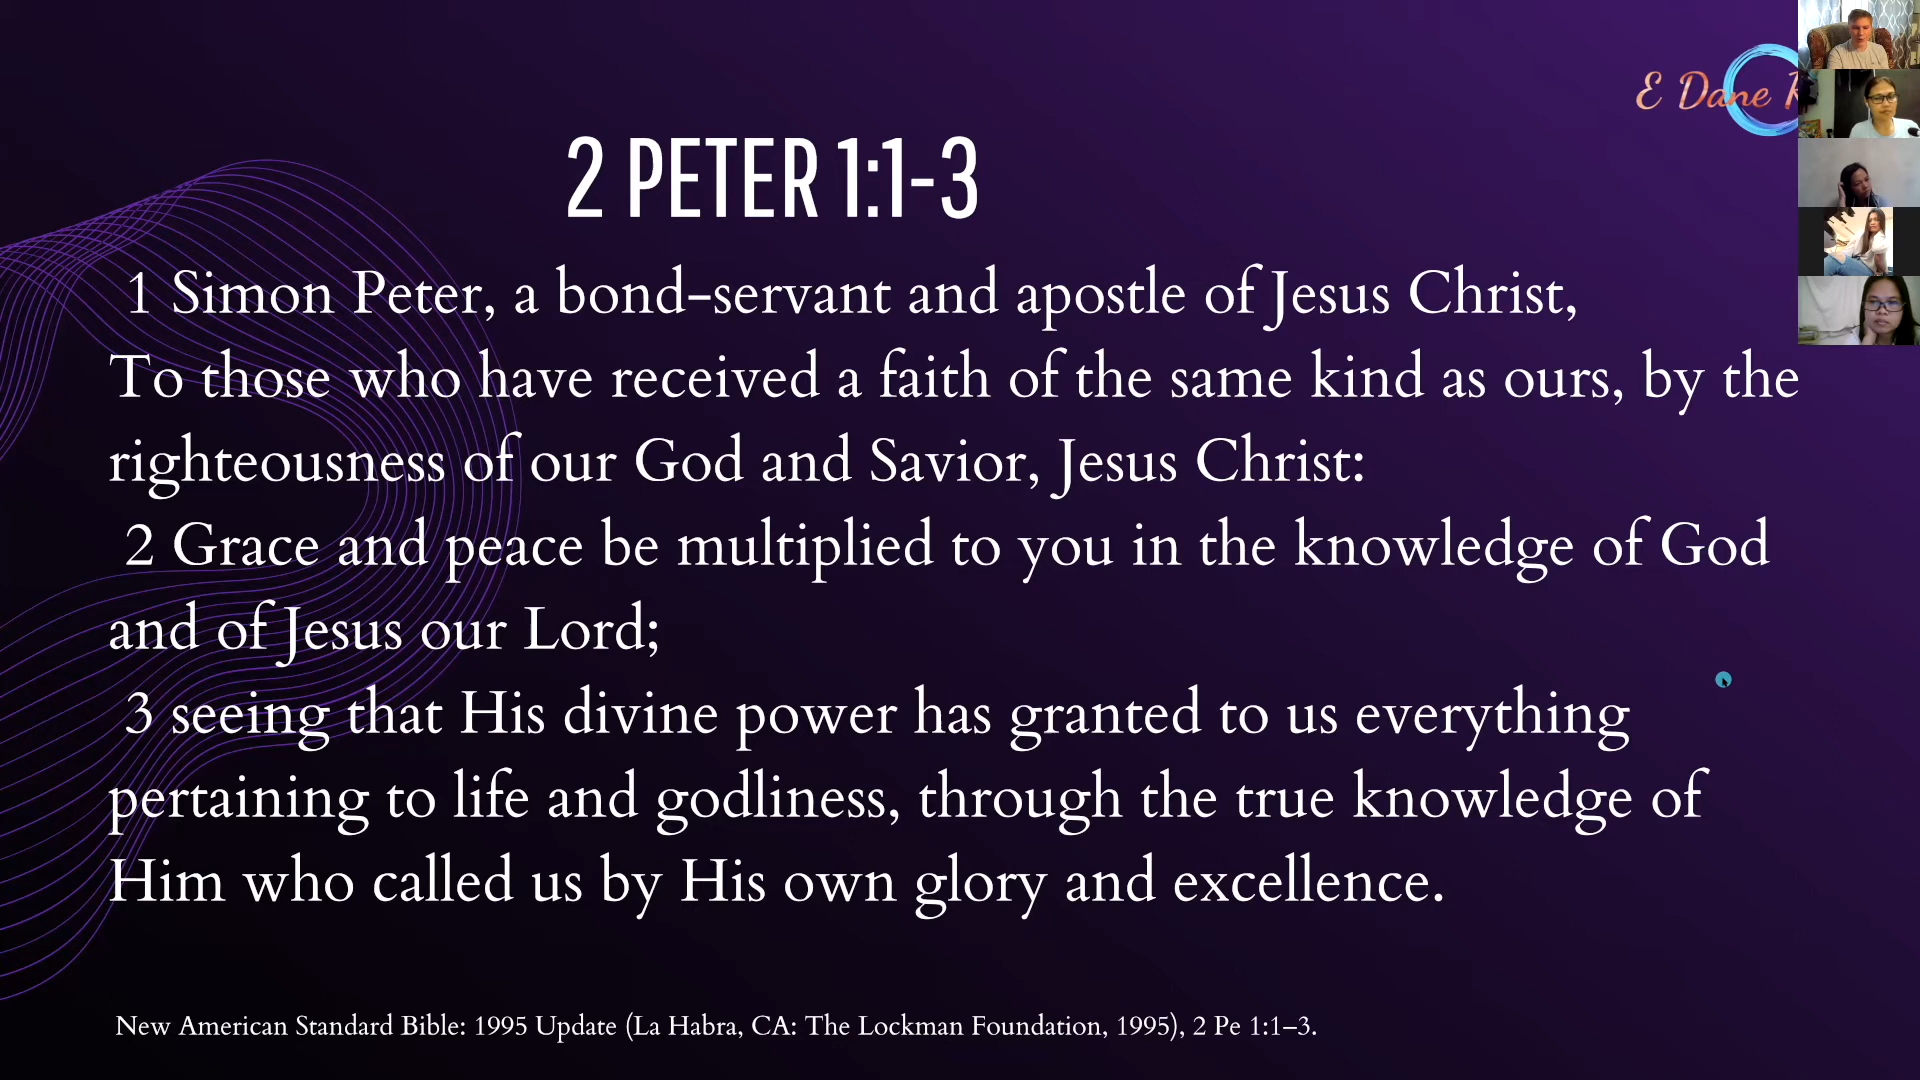 E Dane
2 PETER 1:1-3
1 Simon Peter, a bond-servant and apostle of Jesus Christ,
To those who have received a faith of the same kind as ours, by the
righteousness of our God and Savior, Jesus Christ:
2 Grace and peace be multiplied to you in the knowledge of God
and of Jesus our Lord;
3 seeing that His divine power has granted to us everything
pertaining to life and godliness, through the true knowledge of
Him who called us by His own glory and excellence.
New American Standard Bible: 1995 Update (La Habra, CA: The Lockman Foundation, 1995), 2 Pe 1:1–3.